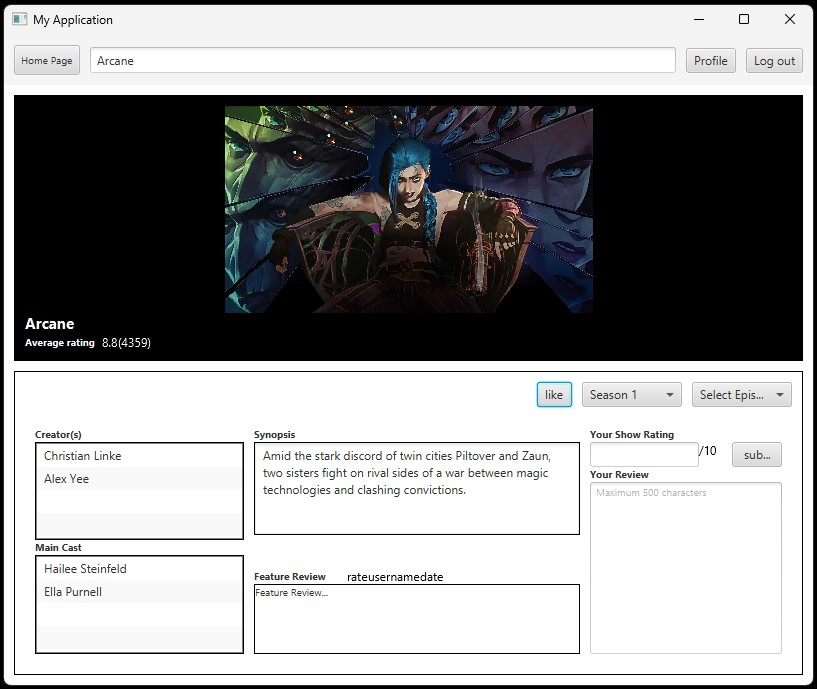 My Application
Home Page
Arcane
Profile
Log out
Arcane
Average rating 8.8(4359)
like
Season 1
Select Epis...
Creator(s)
Christian Linke
Alex Yee
Main Cast
Hailee Steinfeld
Ella Purnell
Synopsis
Amid the stark discord of twin cities Piltover and Zaun,
two sisters fight on rival sides of a war between magic
technologies and clashing convictions.
Feature Review rateusernamedate
Feature Review...
Your Show Rating
/10
sub...
Your Review
Maximum 500 characters